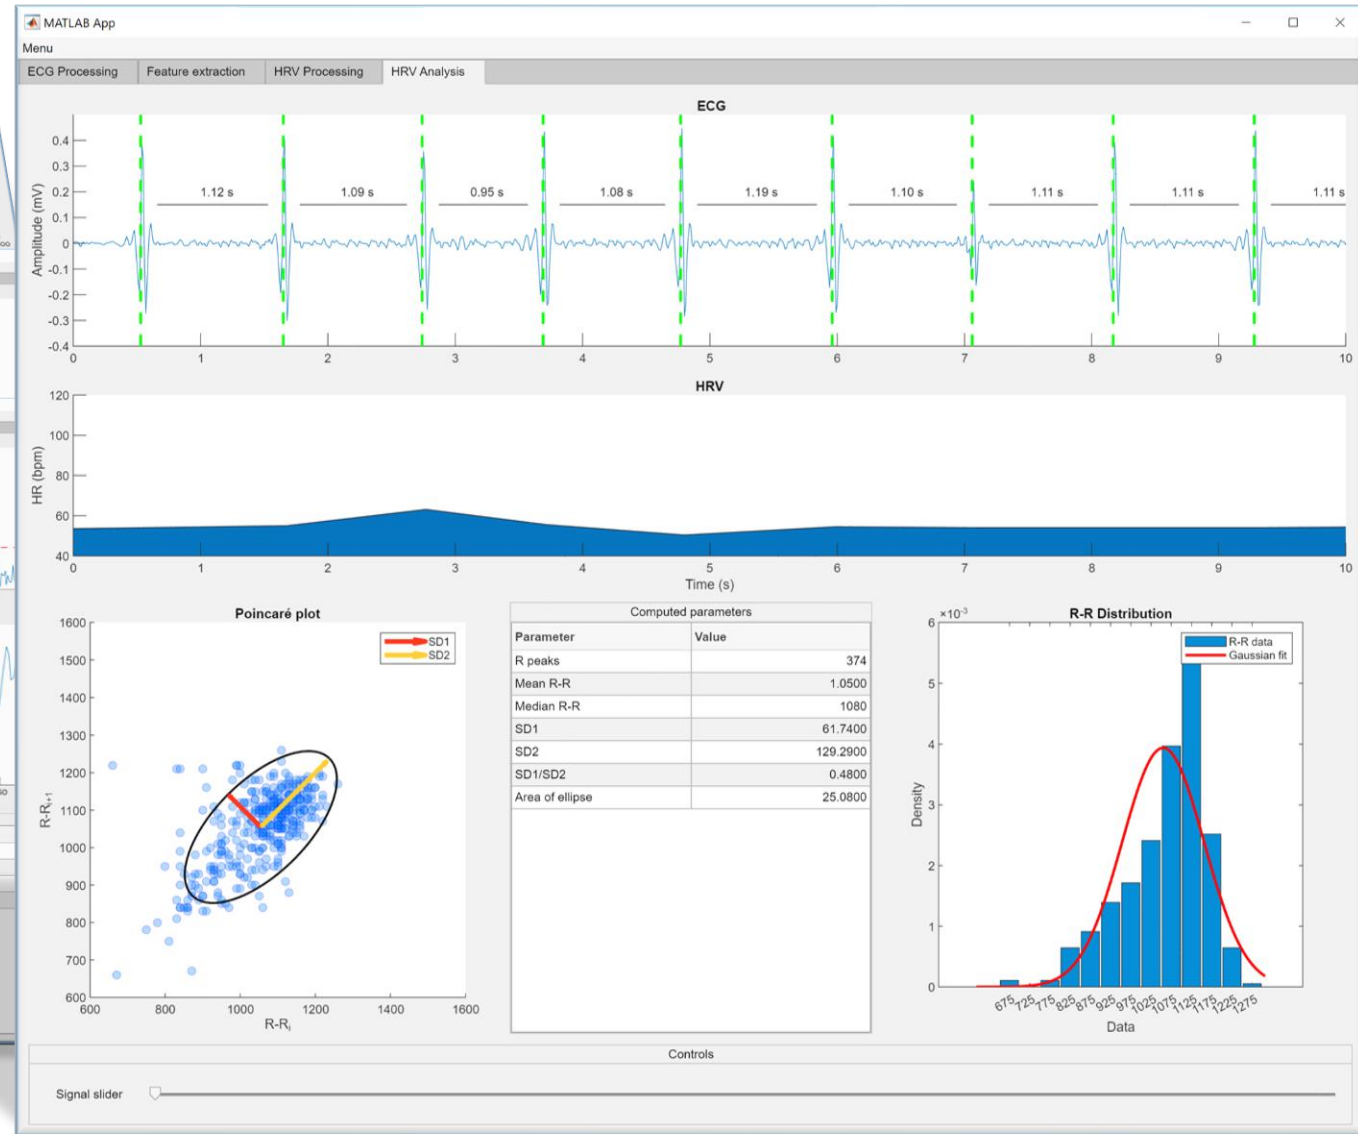 MATLAB App
Menu
ECG Processing Feature extraction HRV Processing HRV Analysis
ECG
Amplitude (mV)
0.4
0.3
0.2
0.1
0
-0.1
-0.2
-0.3
-0.4
1.12 s 1.09 s 0.95 s 1.08 s 1.19 s 1.10 s 1.11 s 1.11 s 1.11 s
0 1 2 3 4 5 6 7 8 9 10
HRV
HR (bpm)
120
100
80
60
40
0 1 2 3 4 5 6 7 8 9 10
Time (s)
Poincaré plot
SD1
SD2
R-Ri+1
1600
1500
1400
1300
1200
1100
1000
900
800
700
600
600 800 1000 1200 1400 1600
R-Ri
Computed parameters
Parameter Value
R peaks 374
Mean R-R 1.0500
Median R-R 1080
SD1 61.7400
SD2 129.2900
SD1/SD2 0.4800
Area of ellipse 25.0800
×10-3
R-R Distribution
R-R data
Gaussian fit
Density
6
5
4
3
2
1
0
675 725 775 825 875 925 975 1025 1075 1125 1175 1225 1275
Data
Controls
Signal slider